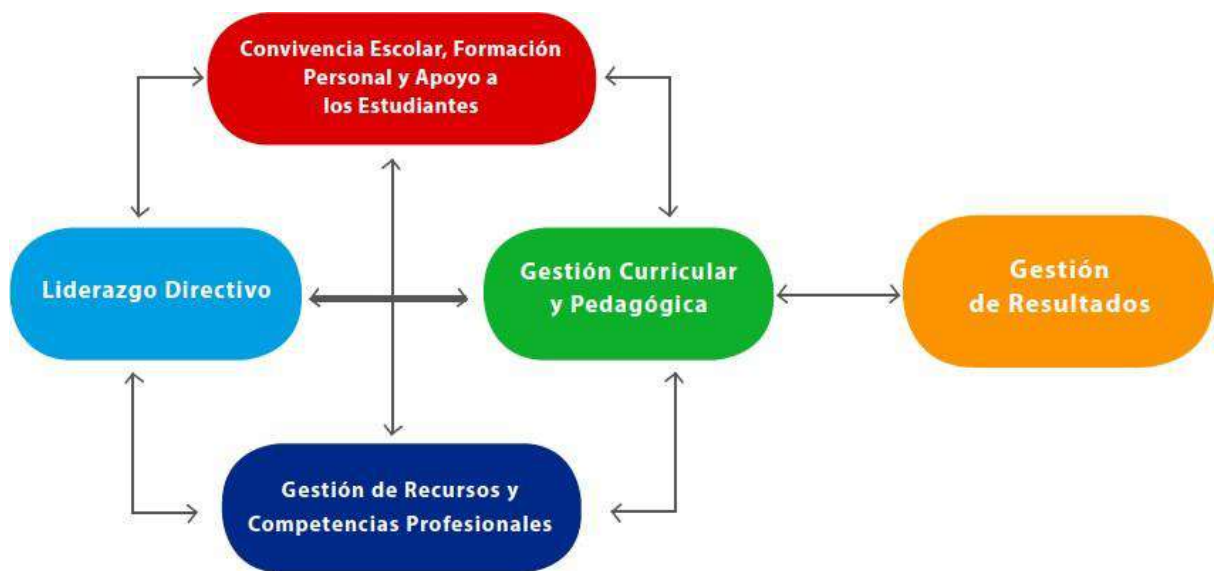 Convivencia Escolar, Formación
Personal y Apoyo a
los Estudiantes
Liderazgo Directivo
Gestión Curricular
y Pedagógica
Gestión
de Resultados
Gestión de Recursos y
Competencias Profesionales